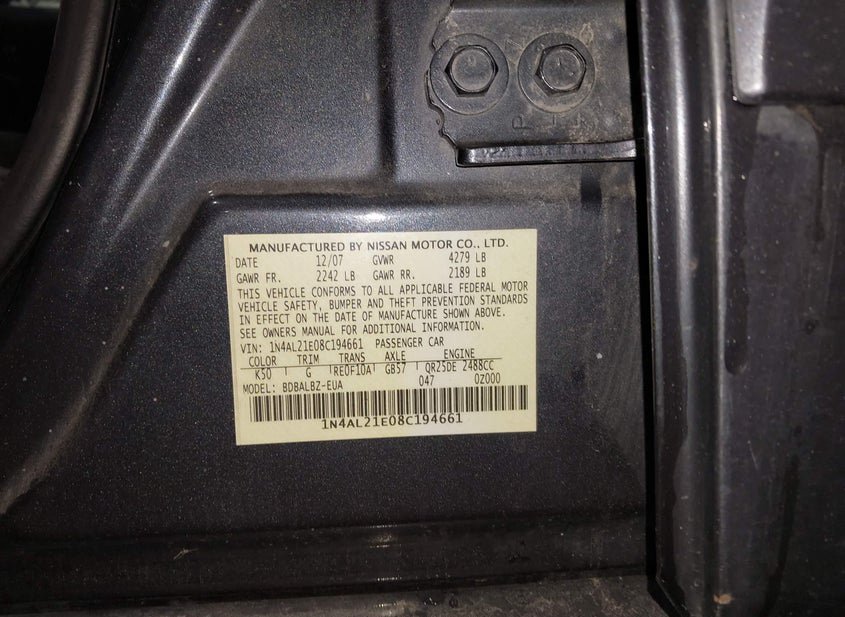 MANUFACTURED BY NISSAN MOTOR CO., LTD.
DATE 12/07 GVWR 4279 LB
GAWR FR. 2242 LB GAWR RR. 2189 LB
THIS VEHICLE CONFORMS TO ALL APPLICABLE FEDERAL MOTOR
VEHICLE SAFETY, BUMPER AND THEFT PREVENTION STANDARDS
IN EFFECT ON THE DATE OF MANUFACTURE SHOWN ABOVE.
SEE OWNERS MANUAL FOR ADDITIONAL INFORMATION.
VIN: 1N4AL21E08C194661 PASSENGER CAR
COLOR TRIM TRANS AXLE ENGINE
K50 G RE0F10A GB57 QR25DE 2488CC
MODEL: BDBALBZ-EUA 047 0Z000
1N4AL21E08C194661